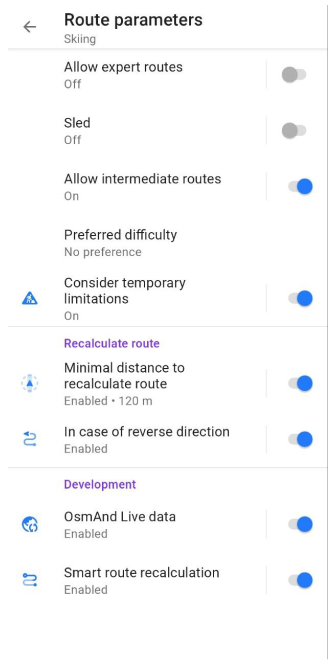 Route parameters
Skiing
Allow expert routes
Off
Sled
Off
Allow intermediate routes
On
Preferred difficulty
No preference
Consider temporary
limitations
On
Recalculate route
Minimal distance to
recalculate route
Enabled • 120 m
In case of reverse direction
Enabled
Development
OsmAnd Live data
Enabled
Smart route recalculation
Enabled